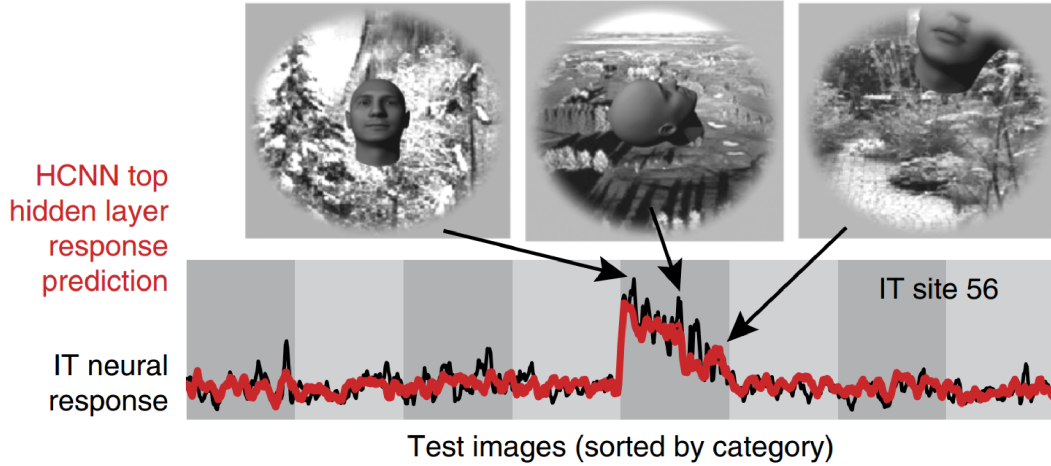 HCNN top
hidden layer
response
prediction
IT site 56
IT neural
response
Test images (sorted by category)